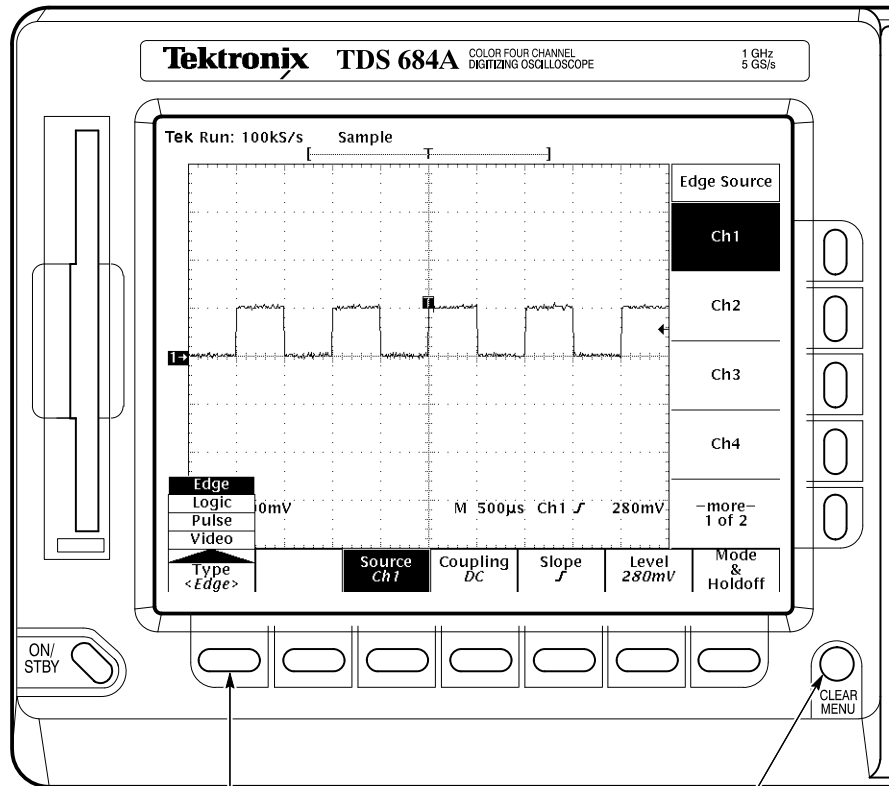 Tektronix TDS 684A COLOR FOUR CHANNEL DIGITIZING OSCILLOSCOPE 1 GHz 5 GS/s
Tek Run: 100kS/s Sample
[ T ]
Edge Source
Ch1
Ch2
Ch3
Ch4
–more–
1 of 2
T
1→
Edge
Logic
Pulse
Video
0mV M 500µs Ch1 280mV
Type
<Edge>
Source
Ch1
Coupling
DC
Slope
Level
280mV
Mode
&
Holdoff
ON/
STBY
CLEAR
MENU